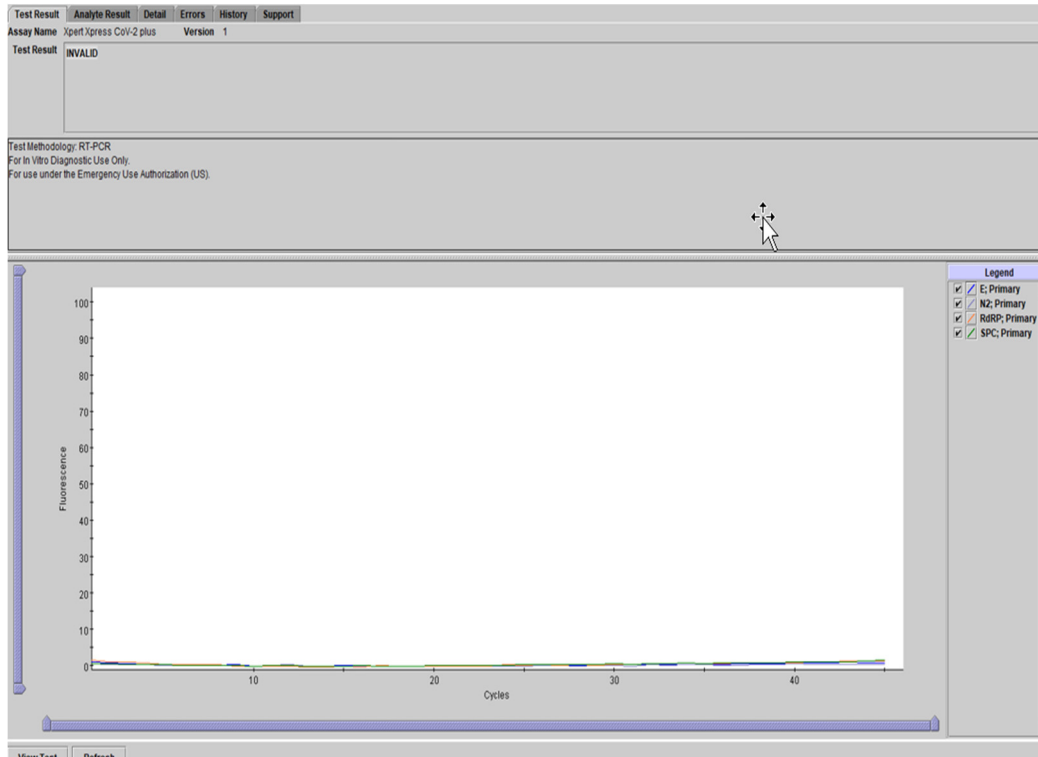 Test Result Analyte Result Detail Errors History Support
Assay Name Xpert Xpress CoV-2 plus Version 1
Test Result INVALID
Test Methodology: RT-PCR
For In Vitro Diagnostic Use Only.
For use under the Emergency Use Authorization (US).
Legend
E; Primary
N2; Primary
RdRP; Primary
SPC; Primary
Fluorescence
100
90
80
70
60
50
40
30
20
10
0
10 20 30 40
Cycles
View Test Refresh